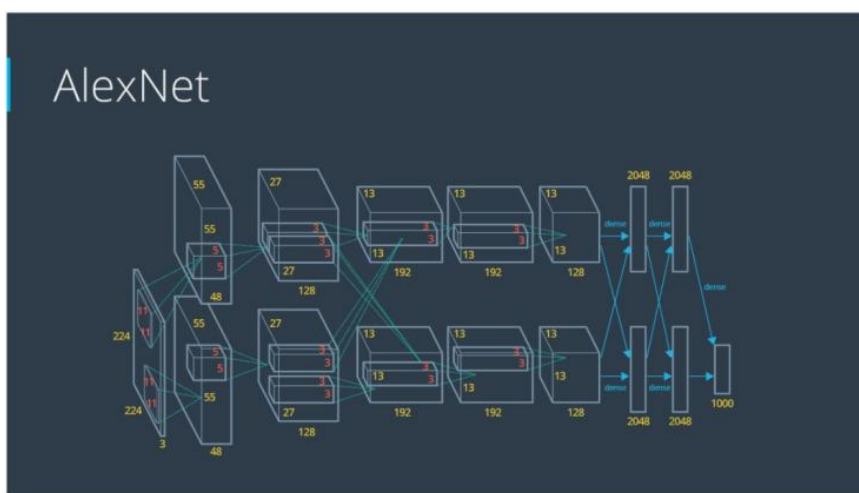 AlexNet
2048 2048
55 27 13 13 13
55 3 3 3
3 dense dense
5 3 3 3
5 13 13 13
27 192 192 128
dense
11 48 128
11
224 55 27 13 13 13
5 3
5 3 3
11 3 3 3
11 55 3 13 13 13
3 dense dense
224 27 192 192 128 1000
3 48 128 2048 2048